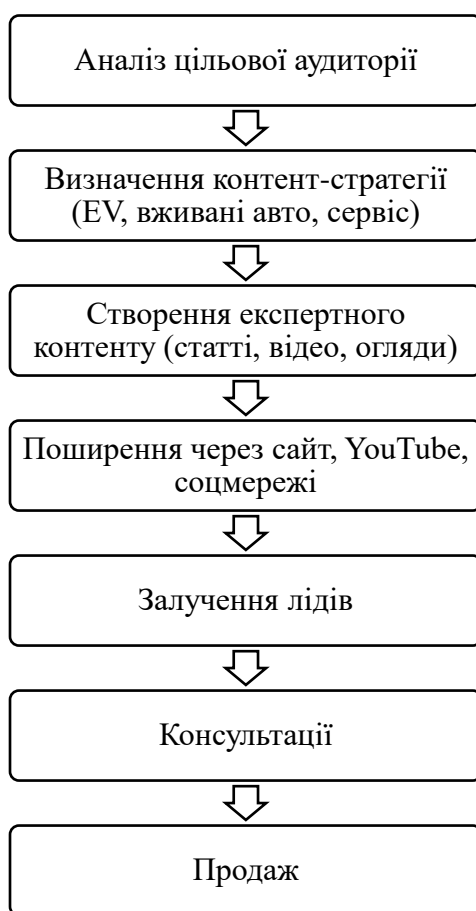 Аналіз цільової аудиторії
Визначення контент-стратегії
(EV, вживані авто, сервіс)
Створення експертного
контенту (статті, відео, огляди)
Поширення через сайт, YouTube,
соцмережі
Залучення лідів
Консультації
Продаж